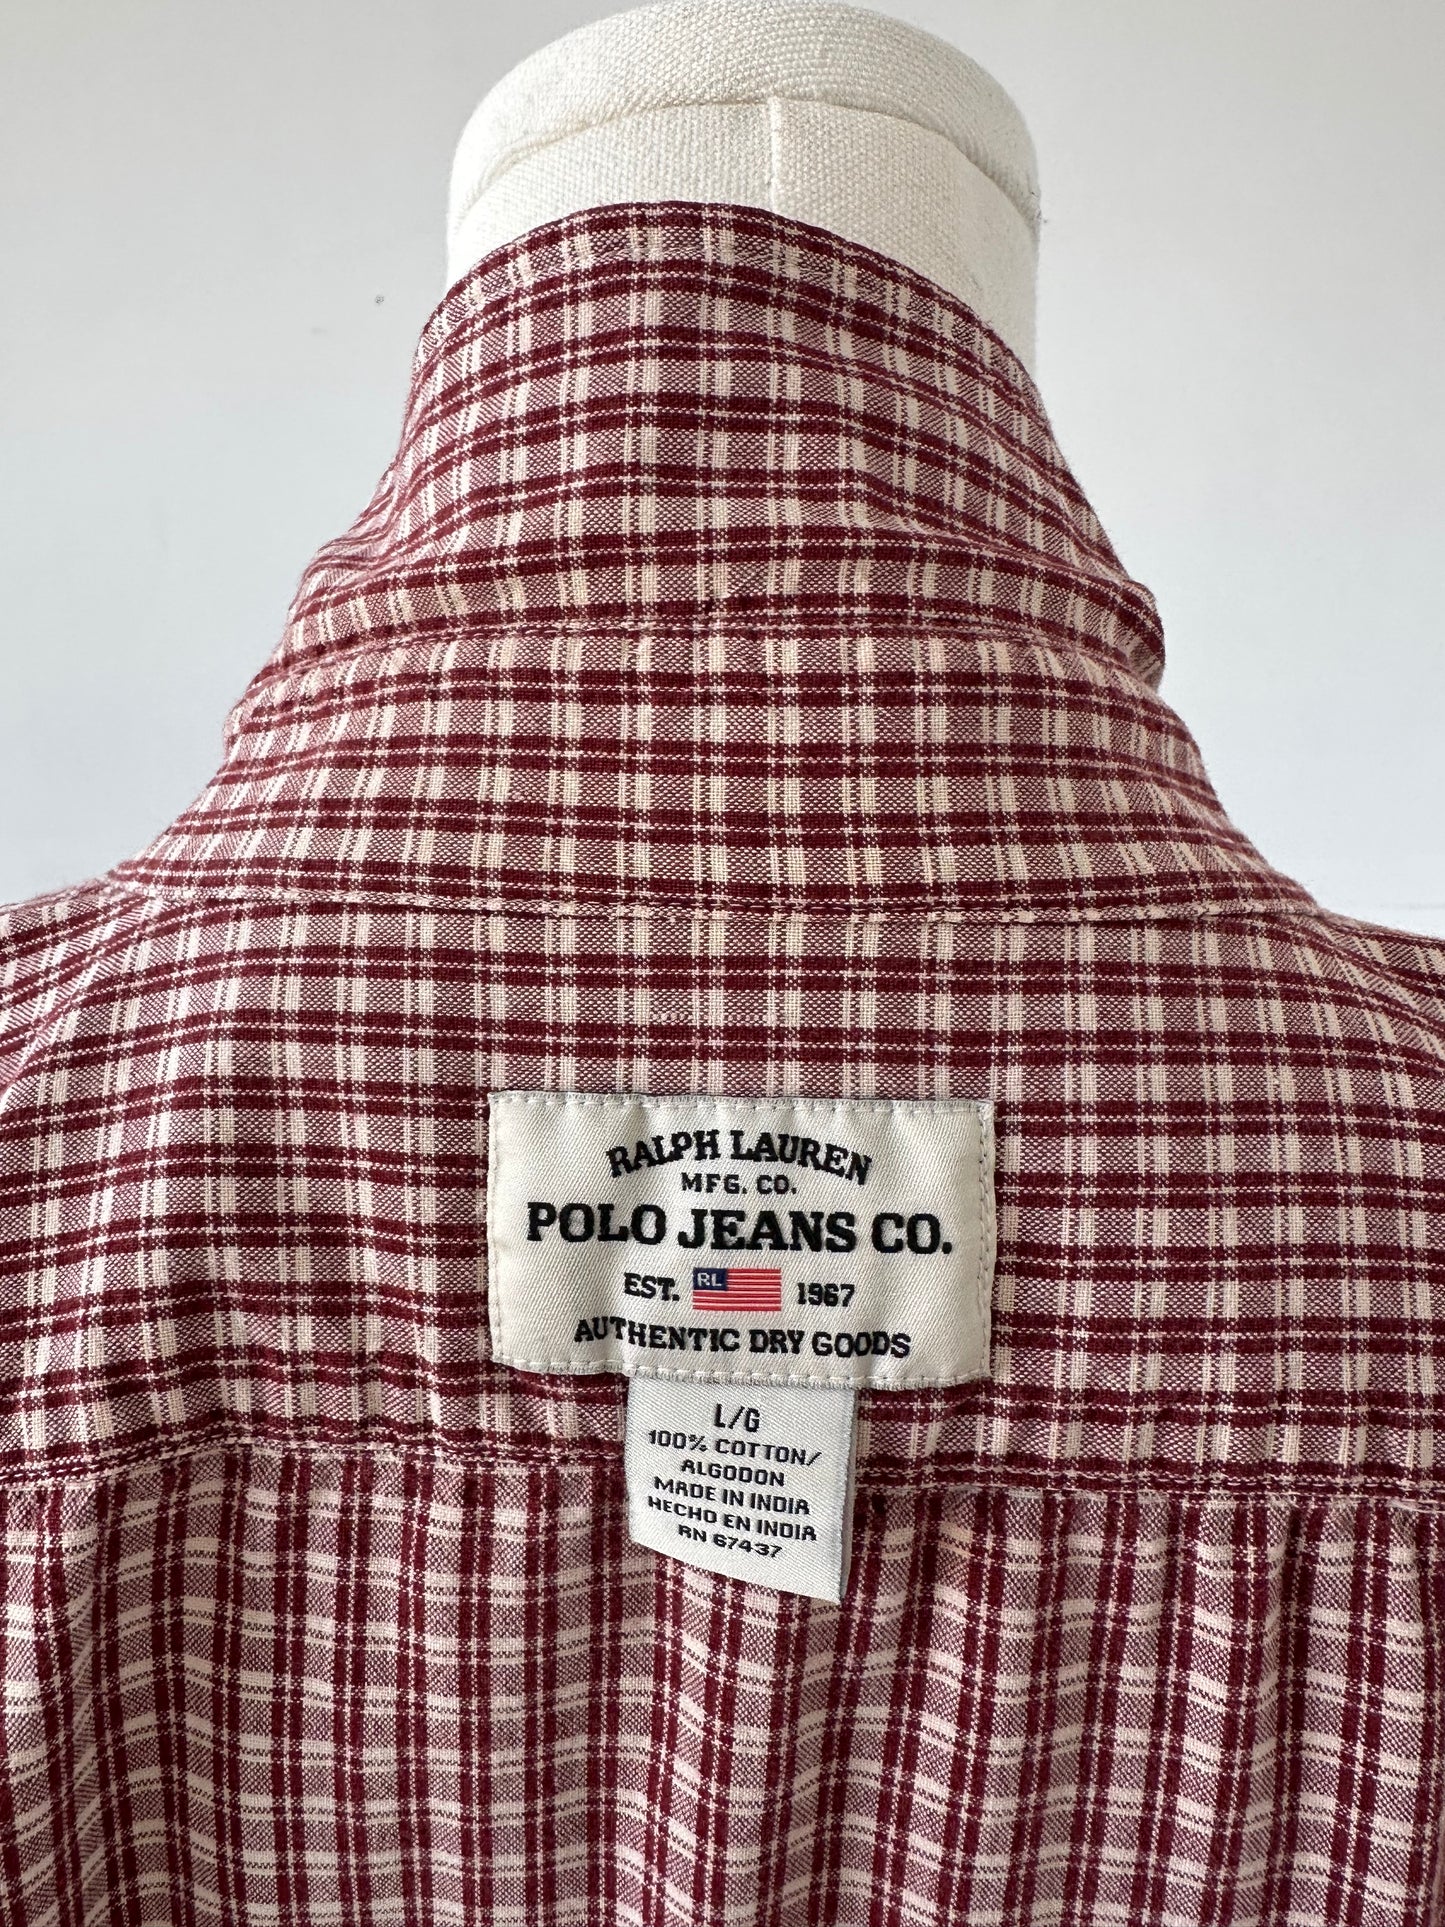 RALPH LAUREN
MFG. CO.
POLO JEANS CO.
EST. RL 1967
AUTHENTIC DRY GOODS
L/G
100% COTTON/
ALGODON
MADE IN INDIA
HECHO EN INDIA
RN 67437